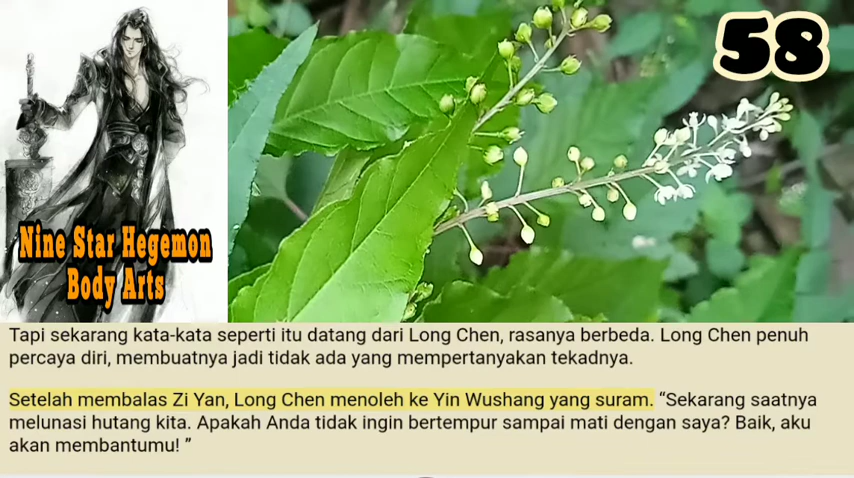 58
Nine Star Hegemon
Body Arts
Tapi sekarang kata-kata seperti itu datang dari Long Chen, rasanya berbeda. Long Chen penuh
percaya diri, membuatnya jadi tidak ada yang mempertanyakan tekadnya.
Setelah membalas Zi Yan, Long Chen menoleh ke Yin Wushang yang suram. “Sekarang saatnya
melunasi hutang kita. Apakah Anda tidak ingin bertempur sampai mati dengan saya? Baik, aku
akan membantumu! ”